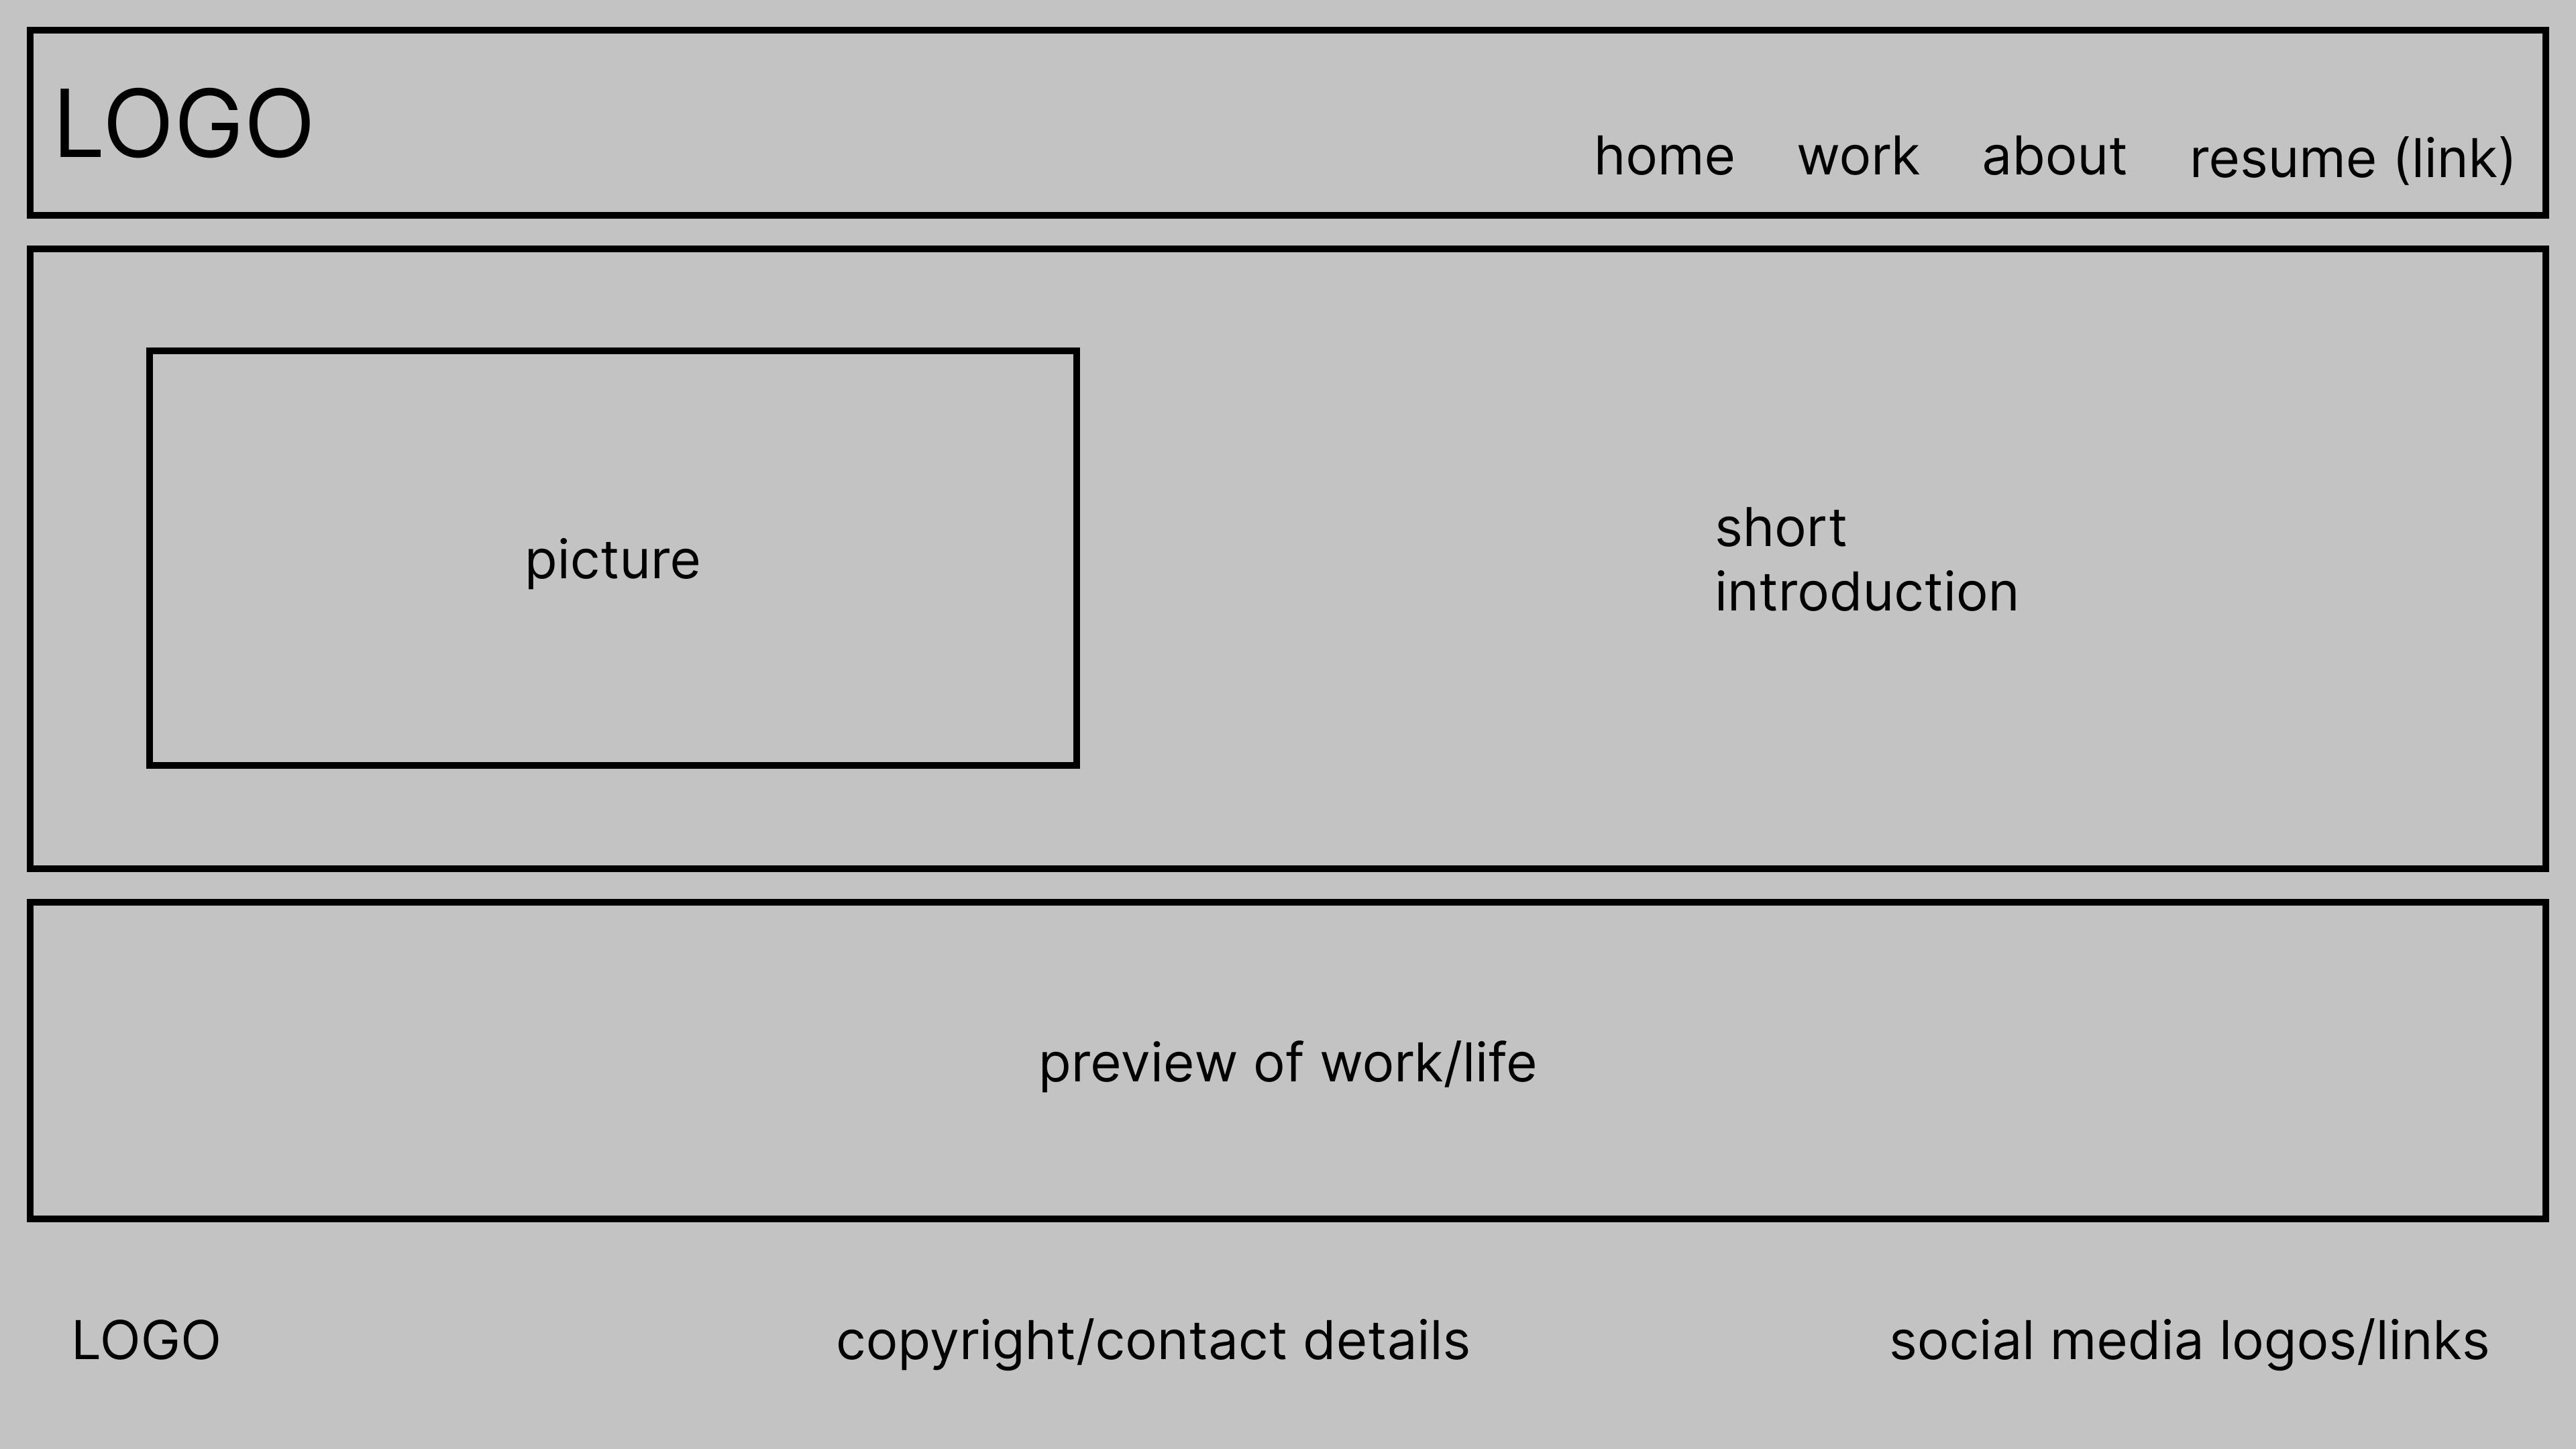 LOGO
home work about resume (link)
picture
short
introduction
preview of work/life
LOGO
copyright/contact details
social media logos/links